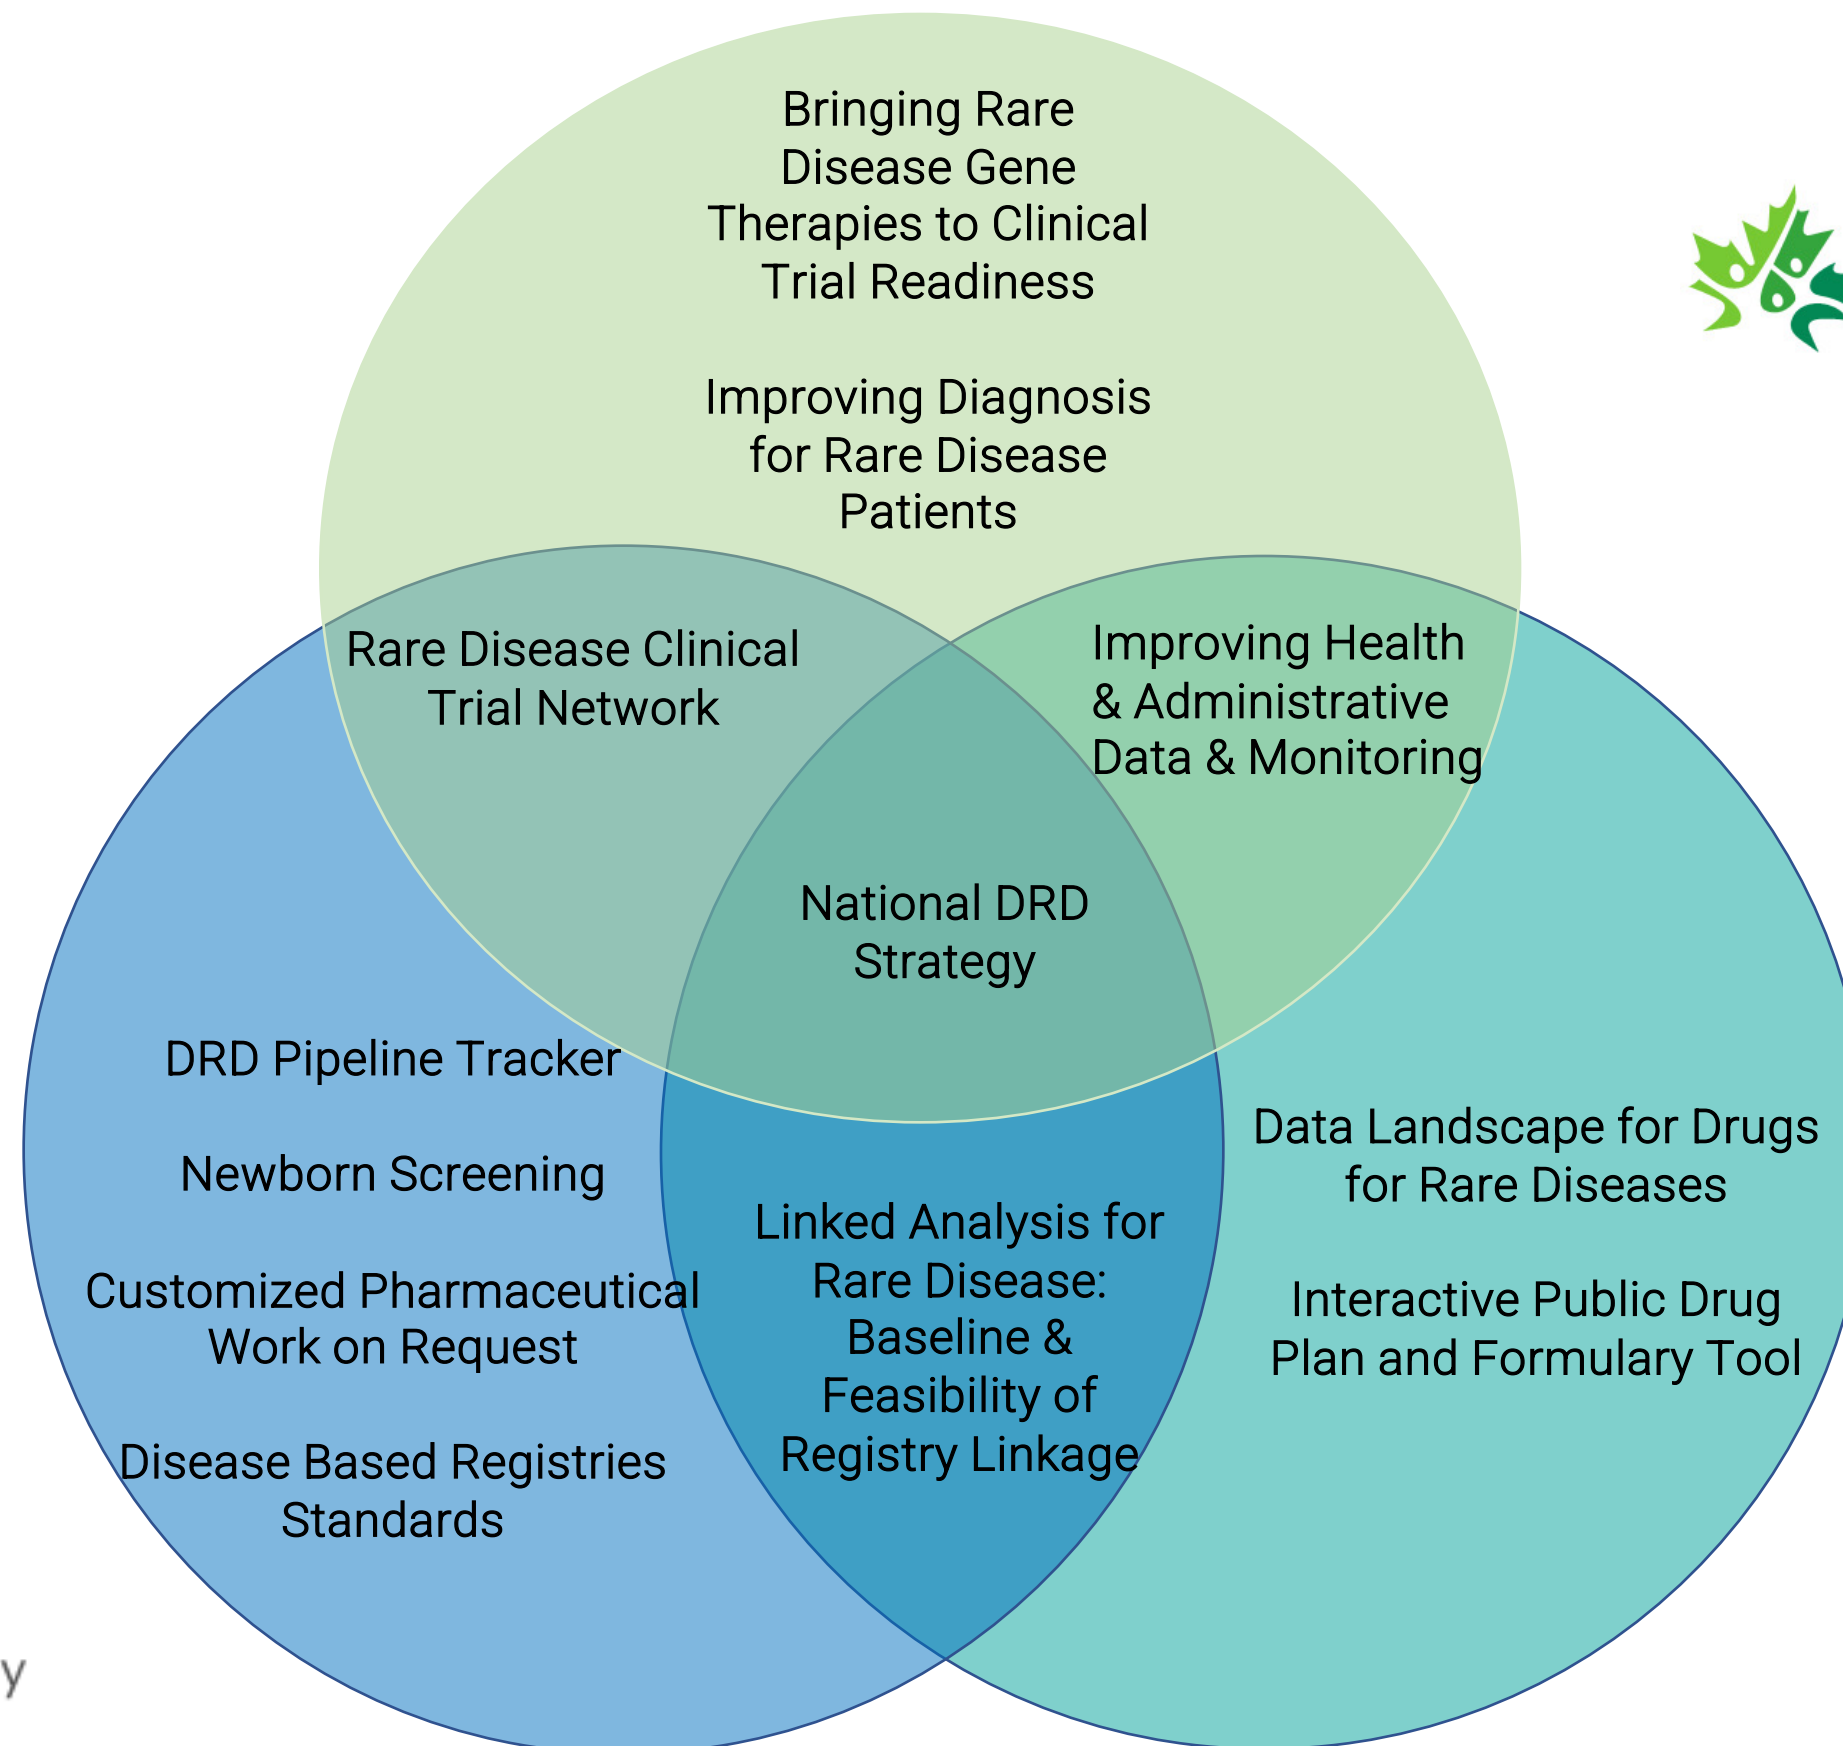 Bringing Rare
Disease Gene
Therapies to Clinical
Trial Readiness
Improving Diagnosis
for Rare Disease
Patients
Rare Disease Clinical
Trial Network
Improving Health
& Administrative
Data & Monitoring
National DRD
Strategy
DRD Pipeline Tracker
Newborn Screening
Customized Pharmaceutical
Work on Request
Disease Based Registries
Standards
Linked Analysis for
Rare Disease:
Baseline &
Feasibility of
Registry Linkage
Data Landscape for Drugs
for Rare Diseases
Interactive Public Drug
Plan and Formulary Tool
y